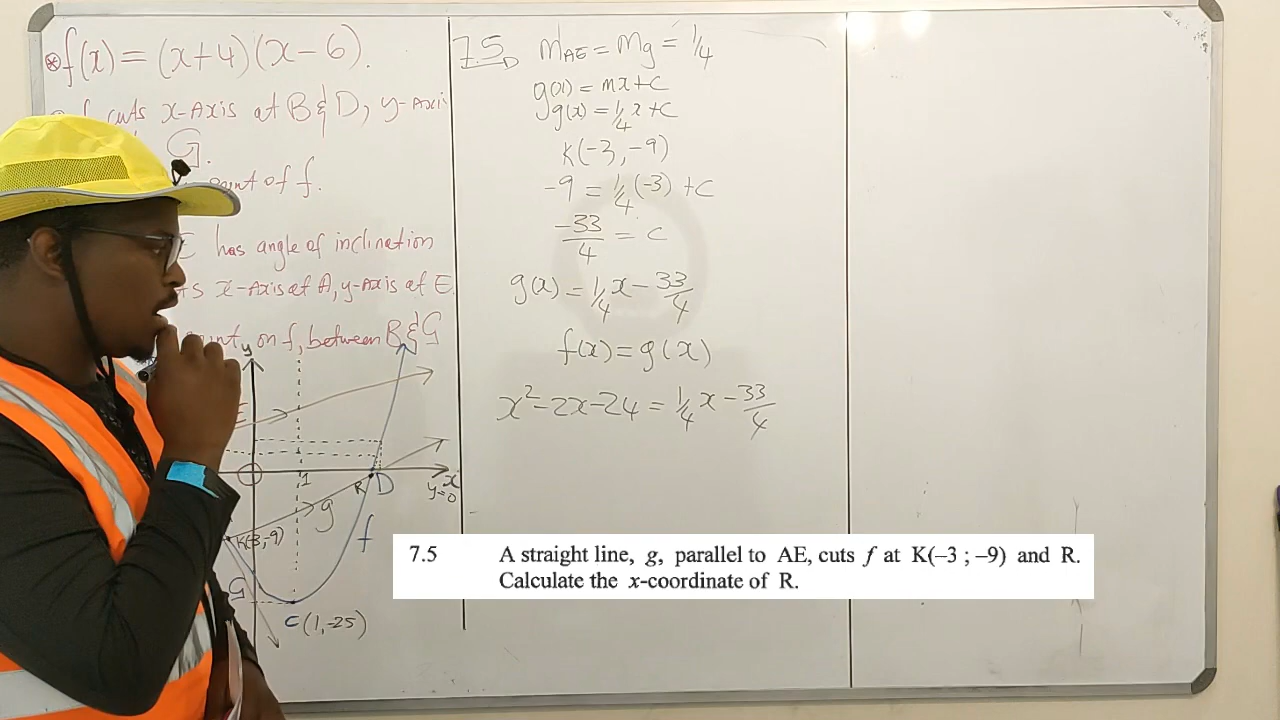 ⊛f(x) = (x+4)(x-6).
f cuts x-Axis at B & D, y-Axis
G.
point of f.
E has angle of inclination
x-Axis at A, y-Axis at E.
point on f, between B & G
y
E
1
R
D
x
y=0
g
K(-3,-9)
f
G
C(1,-25)
7.5
m_AE = m_g = 1/4
g(x) = mx+c
g(x) = 1/4 x + c
K(-3, -9)
-9 = 1/4(-3) + c
-33/4 = c
g(x) = 1/4 x - 33/4
f(x) = g(x)
x² - 2x - 24 = 1/4 x - 33/4
7.5 A straight line, g, parallel to AE, cuts f at K(–3 ; –9) and R.
Calculate the x-coordinate of R.